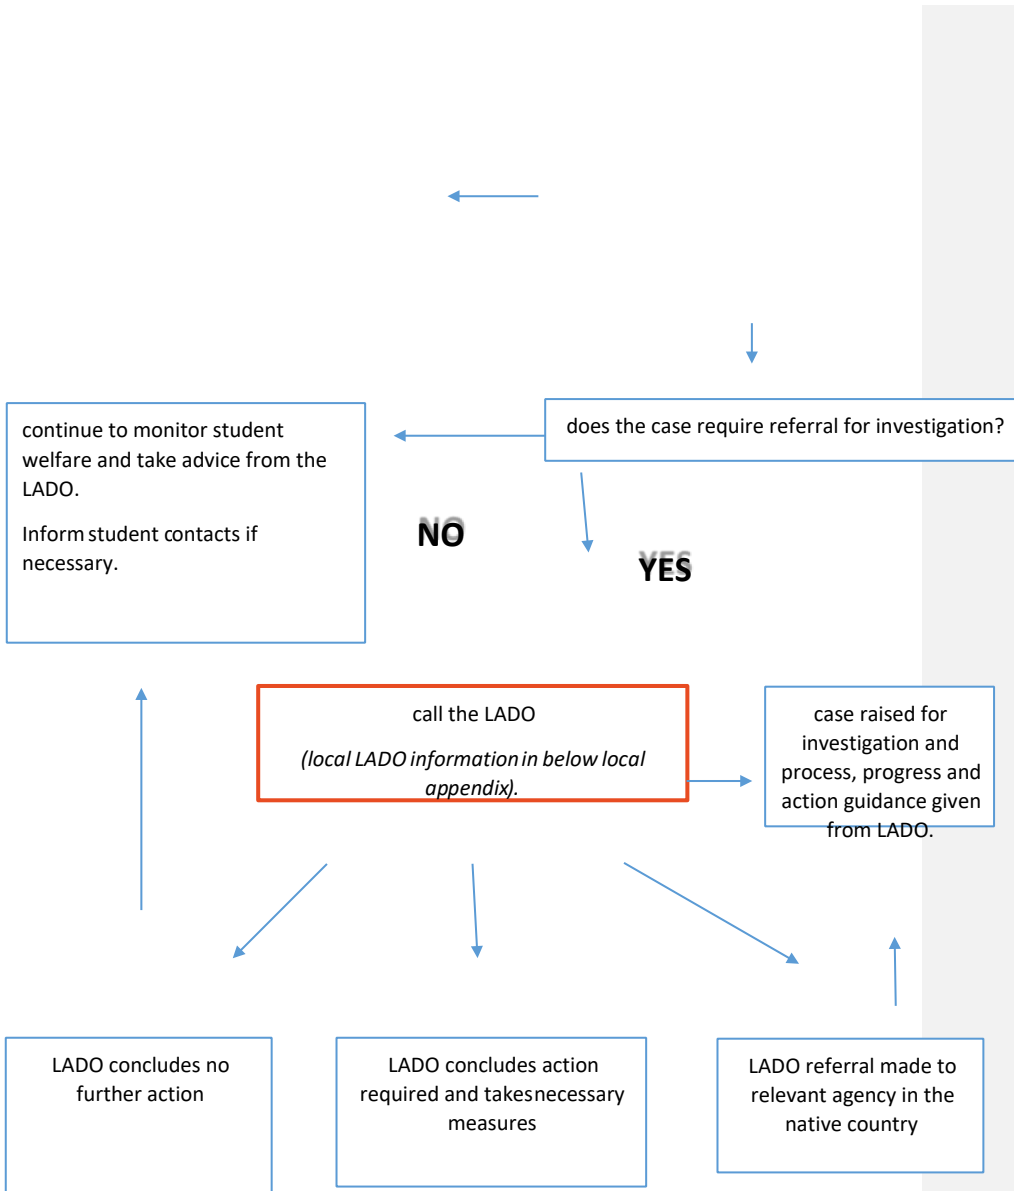 does the case require referral for investigation?
continue to monitor student
welfare and take advice from the
LADO.
Inform student contacts if
necessary.
NO
YES
call the LADO
(local LADO information in below local
appendix).
case raised for
investigation and
process, progress and
action guidance given
from LADO.
LADO concludes no
further action
LADO concludes action
required and takes necessary
measures
LADO referral made to
relevant agency in the
native country